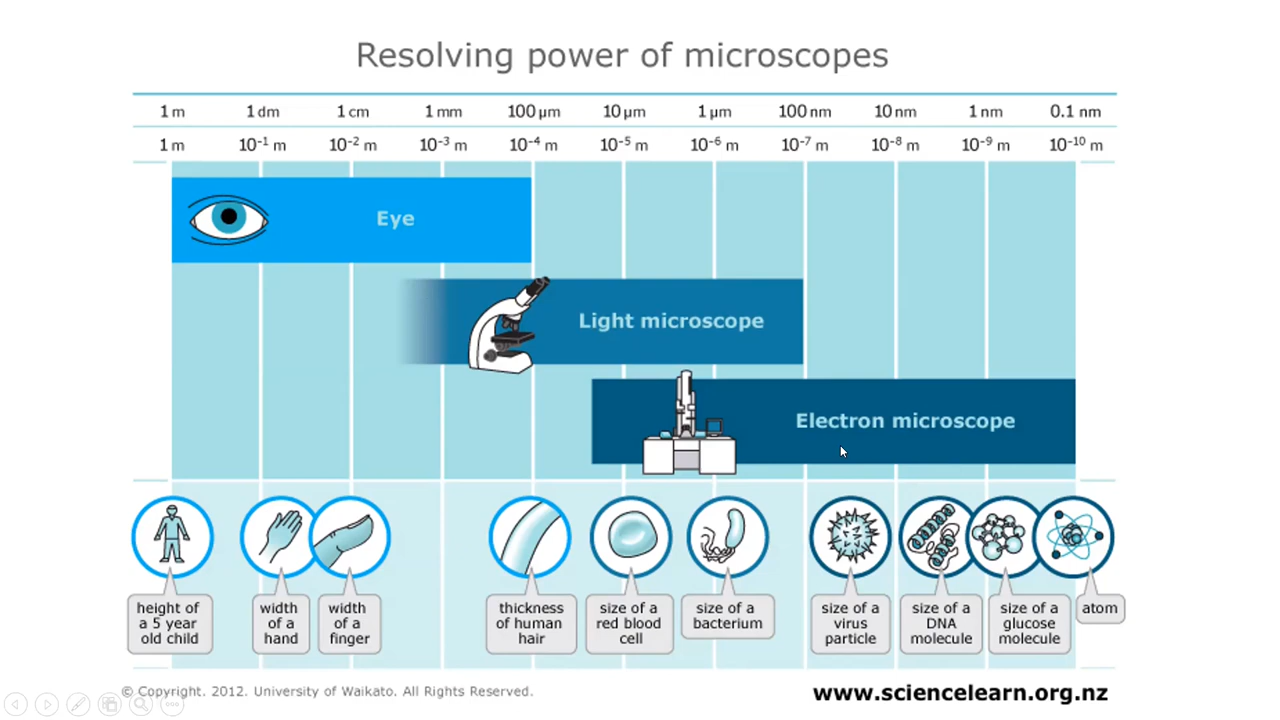 Resolving power of microscopes
1 m 1 dm 1 cm 1 mm 100 µm 10 µm 1 µm 100 nm 10 nm 1 nm 0.1 nm
1 m 10⁻¹ m 10⁻² m 10⁻³ m 10⁻⁴ m 10⁻⁵ m 10⁻⁶ m 10⁻⁷ m 10⁻⁸ m 10⁻⁹ m 10⁻¹⁰ m
Eye
Light microscope
Electron microscope
height of
a 5 year
old child
width
of a
hand
width
of a
finger
thickness
of human
hair
size of a
red blood
cell
size of a
bacterium
size of a
virus
particle
size of a
DNA
molecule
size of a
glucose
molecule
atom
© Copyright. 2012. University of Waikato. All Rights Reserved.
www.sciencelearn.org.nz